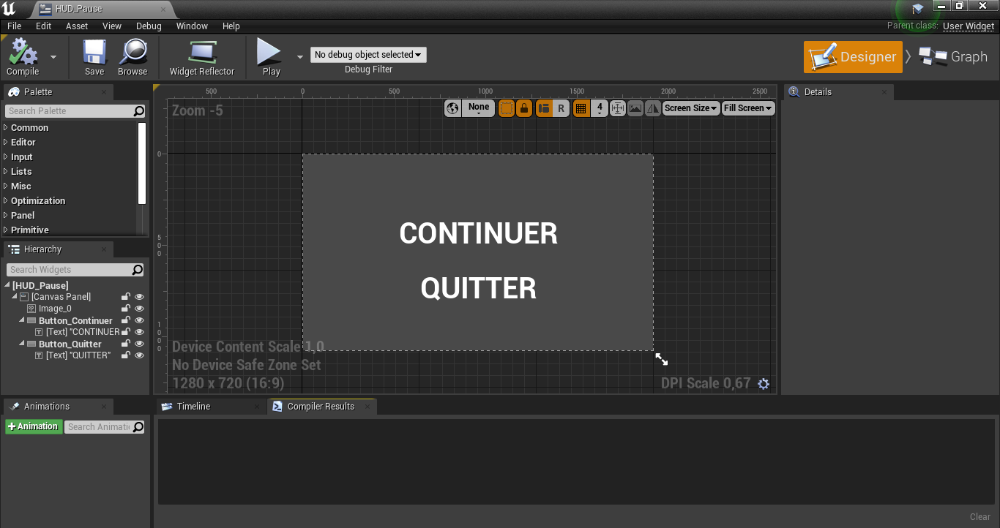 HUD_Pause
File Edit Asset View Debug Window Help
Parent class: User Widget
Compile
Save
Browse
Widget Reflector
Play
No debug object selected
Debug Filter
Designer
Graph
Palette
Search Palette
Common
Editor
Input
Lists
Misc
Optimization
Panel
Primitive
Hierarchy
Search Widgets
[HUD_Pause]
[Canvas Panel]
Image_0
Button_Continuer
[Text] "CONTINUER
Button_Quitter
[Text] "QUITTER"
500 0 500 1000 1500 2000 2500
Zoom -5
None
R
4
Screen Size
Fill Screen
0
500
1000
CONTINUER
QUITTER
Device Content Scale 1,0
No Device Safe Zone Set
1280 x 720 (16:9)
DPI Scale 0,67
Details
Animations
+Animation
Search Animati
Timeline
Compiler Results
Clear